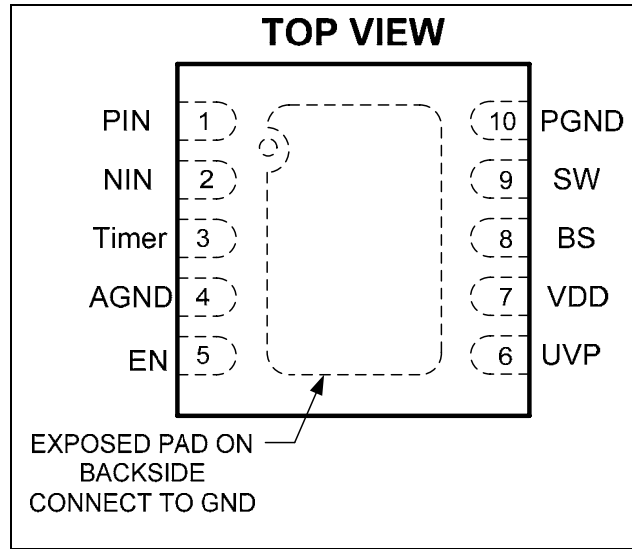 TOP VIEW
PIN 1 10 PGND
NIN 2 9 SW
Timer 3 8 BS
AGND 4 7 VDD
EN 5 6 UVP
EXPOSED PAD ON
BACKSIDE
CONNECT TO GND